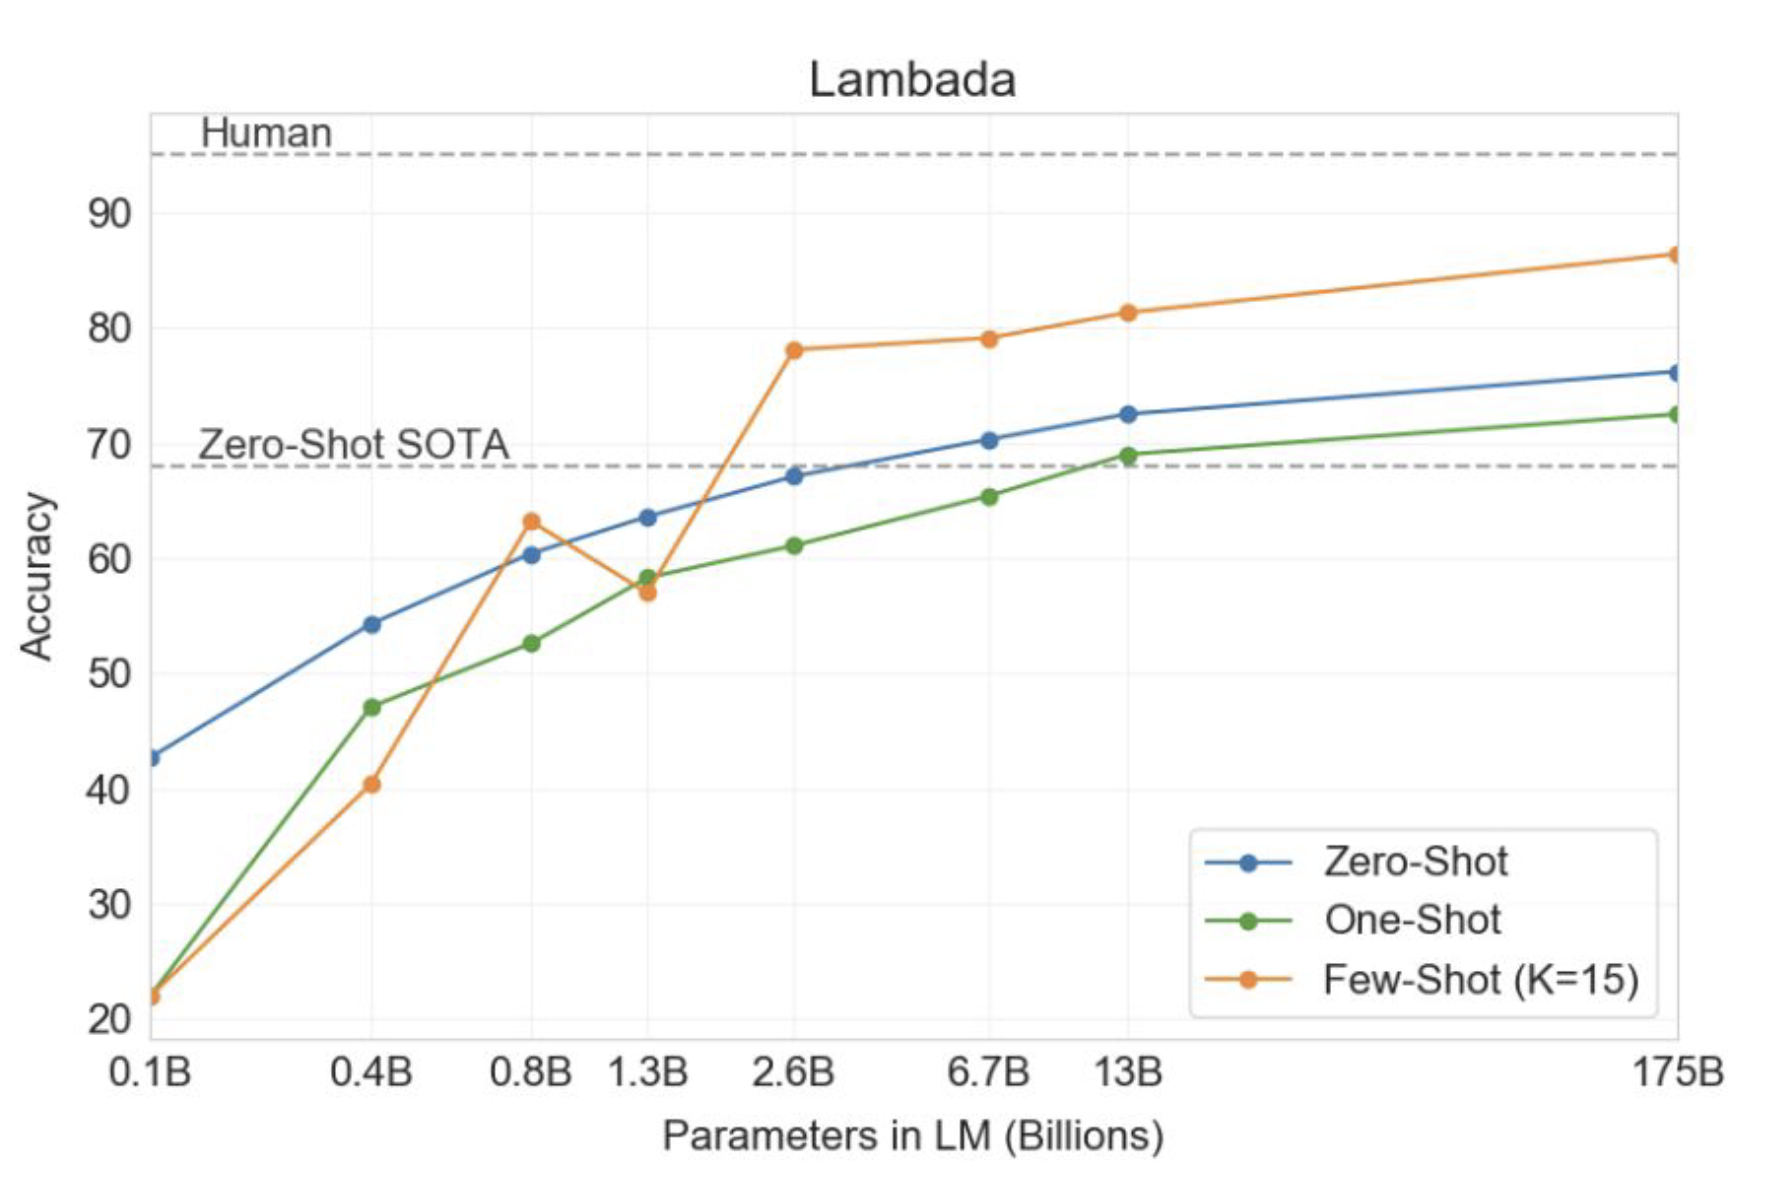 Lambada
Human
90
80
Zero-Shot SOTA
70
60
50
40
30
20
Accuracy
Zero-Shot
One-Shot
Few-Shot (K=15)
0.1B 0.4B 0.8B 1.3B 2.6B 6.7B 13B 175B
Parameters in LM (Billions)